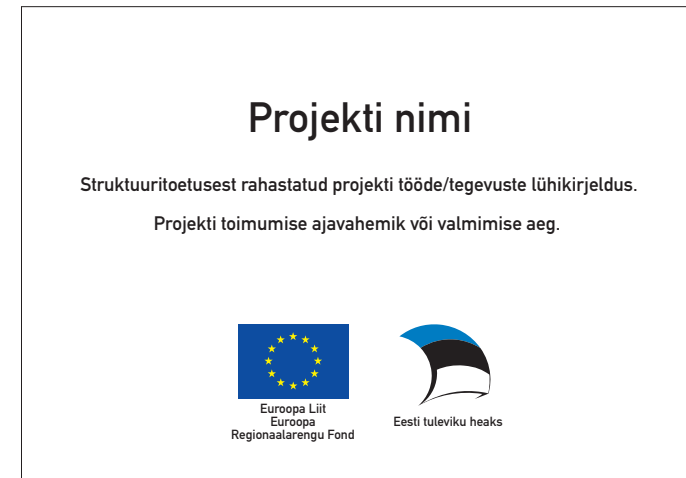 Projekti nimi
Struktuuritoetusest rahastatud projekti tööde/tegevuste lühikirjeldus.
Projekti toimumise ajavahemik või valmimise aeg.
Euroopa Liit
Euroopa
Regionaalarengu Fond
Eesti tuleviku heaks